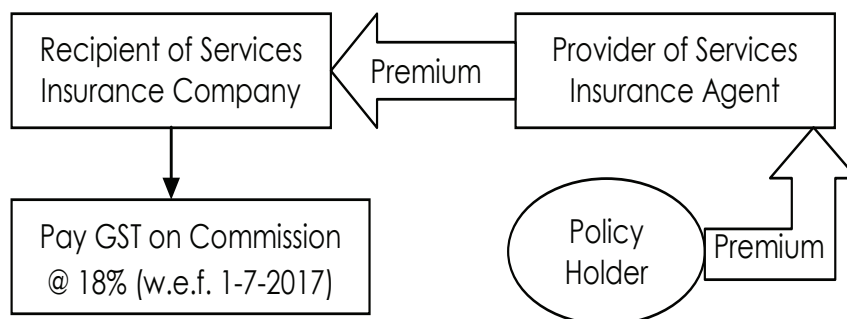 Recipient of Services
Insurance Company
Premium
Provider of Services
Insurance Agent
Pay GST on Commission
@ 18% (w.e.f. 1-7-2017)
Policy
Holder
Premium